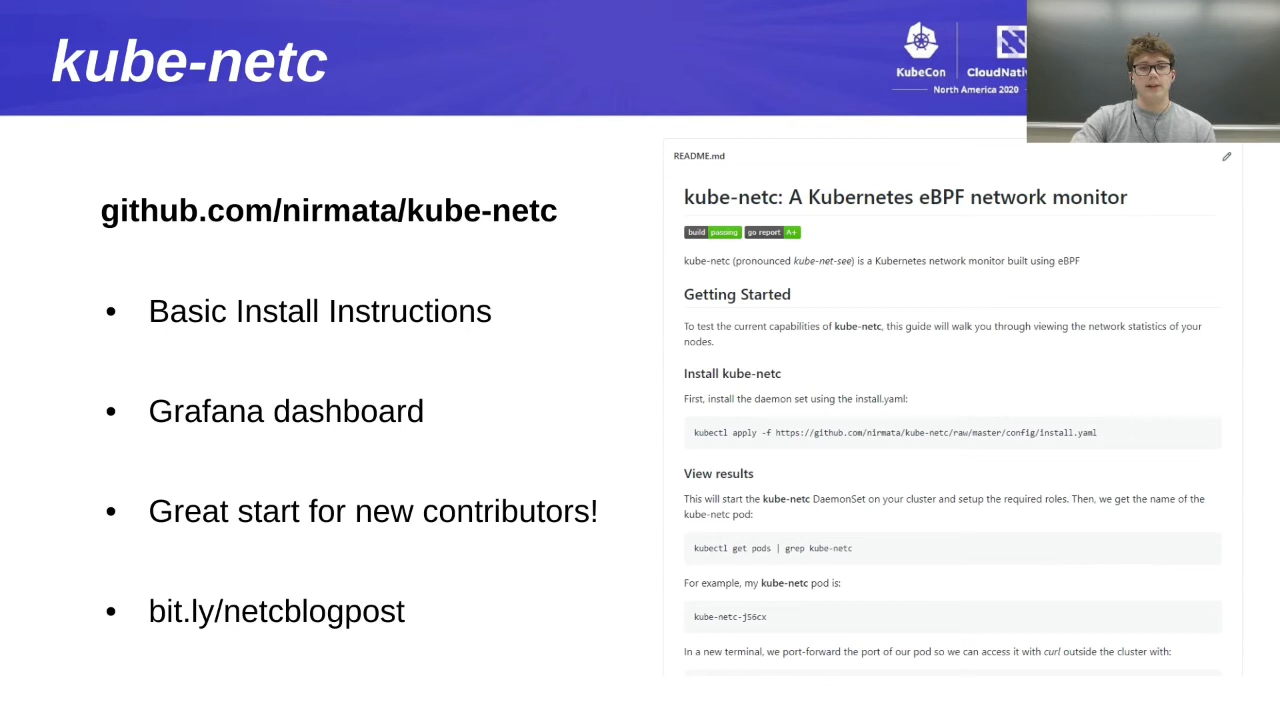 kube-netc
KubeCon
North America 2020
github.com/nirmata/kube-netc
• Basic Install Instructions
• Grafana dashboard
• Great start for new contributors!
• bit.ly/netcblogpost
README.md
kube-netc: A Kubernetes eBPF network monitor
build passing go report A+
kube-netc (pronounced kube-net-see) is a Kubernetes network monitor built using eBPF
Getting Started
To test the current capabilities of kube-netc, this guide will walk you through viewing the network statistics of your
nodes.
Install kube-netc
First, install the daemon set using the install.yaml:
kubectl apply -f https://github.com/nirmata/kube-netc/raw/master/config/install.yaml
View results
This will start the kube-netc DaemonSet on your cluster and setup the required roles. Then, we get the name of the
kube-netc pod:
kubectl get pods | grep kube-netc
For example, my kube-netc pod is:
kube-netc-j56cx
In a new terminal, we port-forward the port of our pod so we can access it with curl outside the cluster with: